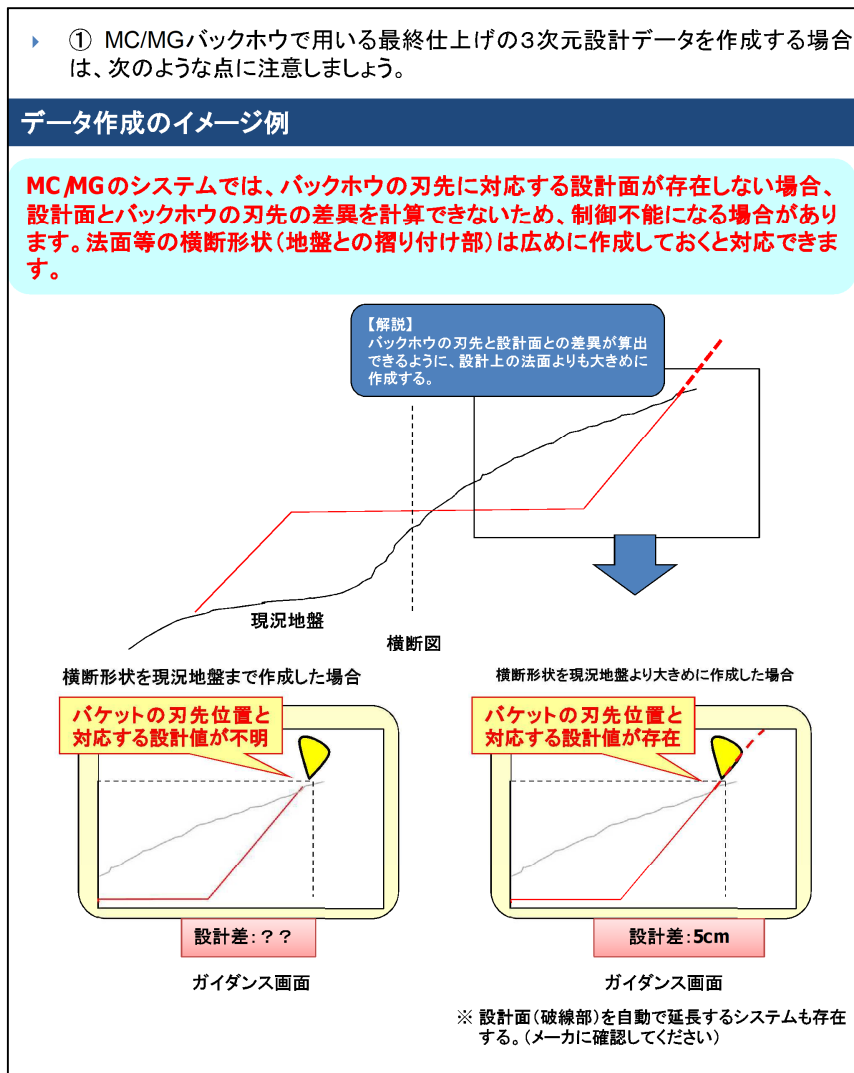 ① MC/MGバックホウで用いる最終仕上げの3次元設計データを作成する場合
は、次のような点に注意しましょう。
データ作成のイメージ例
MC/MGのシステムでは、バックホウの刃先に対応する設計面が存在しない場合、
設計面とバックホウの刃先の差異を計算できないため、制御不能になる場合があり
ます。法面等の横断形状(地盤との摺り付け部)は広めに作成しておくと対応できま
す。
【解説】
バックホウの刃先と設計面との差異が算出
できるように、設計上の法面よりも大きめに
作成する。
現況地盤
横断図
横断形状を現況地盤まで作成した場合
バケットの刃先位置と
対応する設計値が不明
設計差:??
ガイダンス画面
横断形状を現況地盤より大きめに作成した場合
バケットの刃先位置と
対応する設計値が存在
設計差:5cm
ガイダンス画面
※ 設計面(破線部)を自動で延長するシステムも存在
する。(メーカに確認してください)